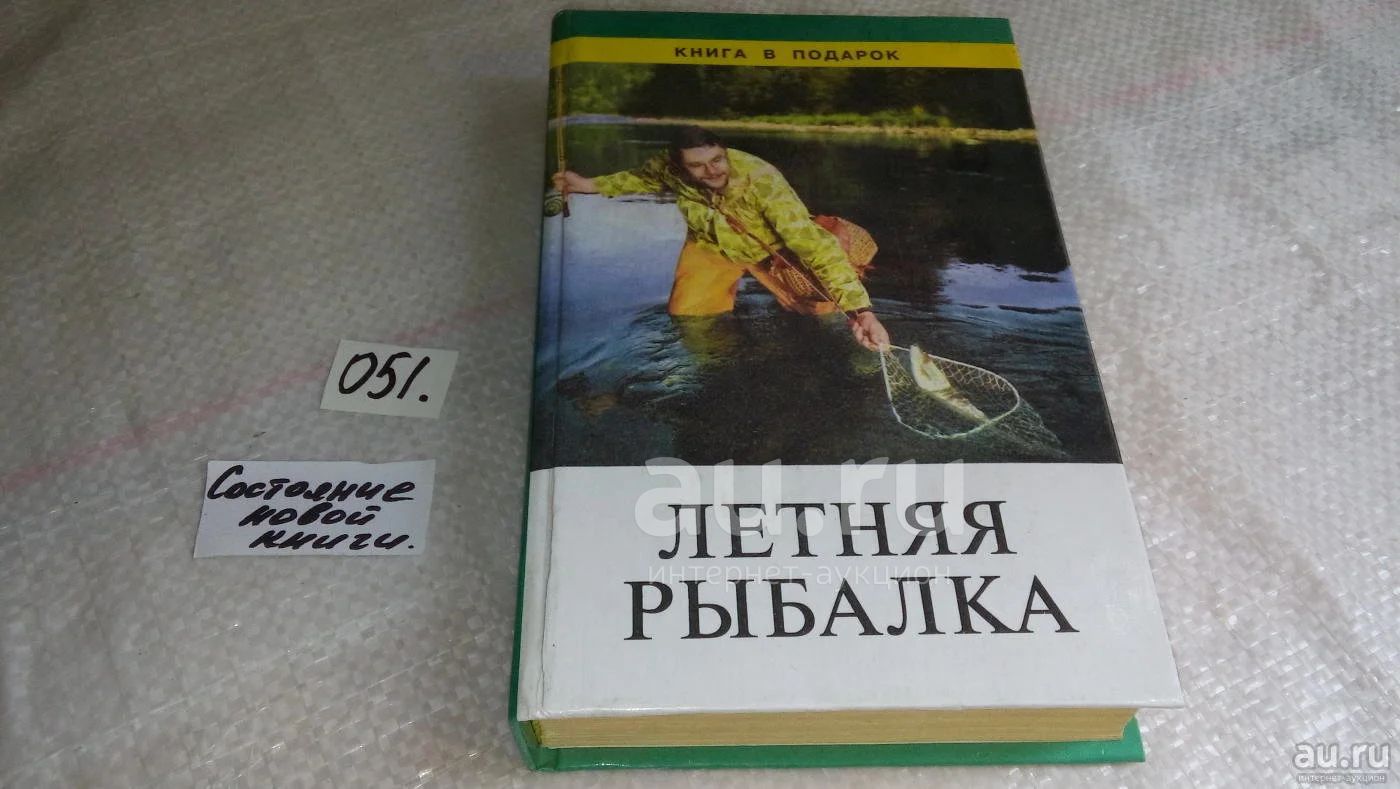 КНИГА В ПОДАРОК
051.
Состояние
новой
книги.
au.ru
ЛЕТНЯЯ
интернет-аукцион
РЫБАЛКА
au.ru
интернет-аукцион